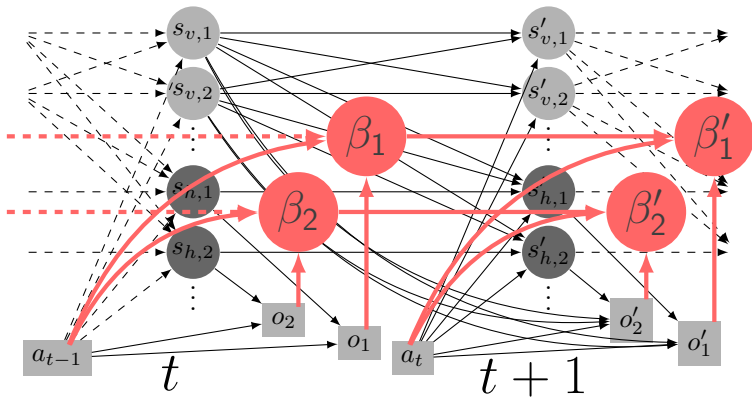 s_{v,1} s'_{v,1}
s_{v,2} s'_{v,2}
β_1 β'_1
s_{h,1} s'_{h,1}
β_2 β'_2
s_{h,2} s'_{h,2}
o_2 o'_2
o_1 o'_1
a_{t−1} a_t
t t + 1